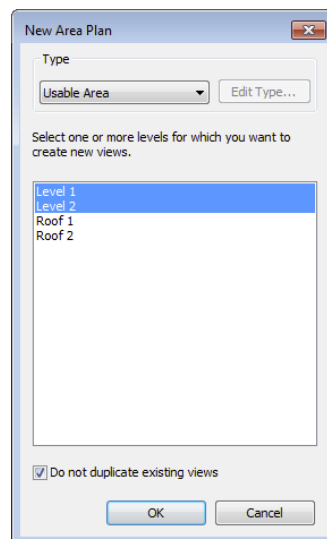 New Area Plan
Type
Usable Area
Edit Type...
Select one or more levels for which you want to
create new views.
Level 1
Level 2
Roof 1
Roof 2
Do not duplicate existing views
OK
Cancel